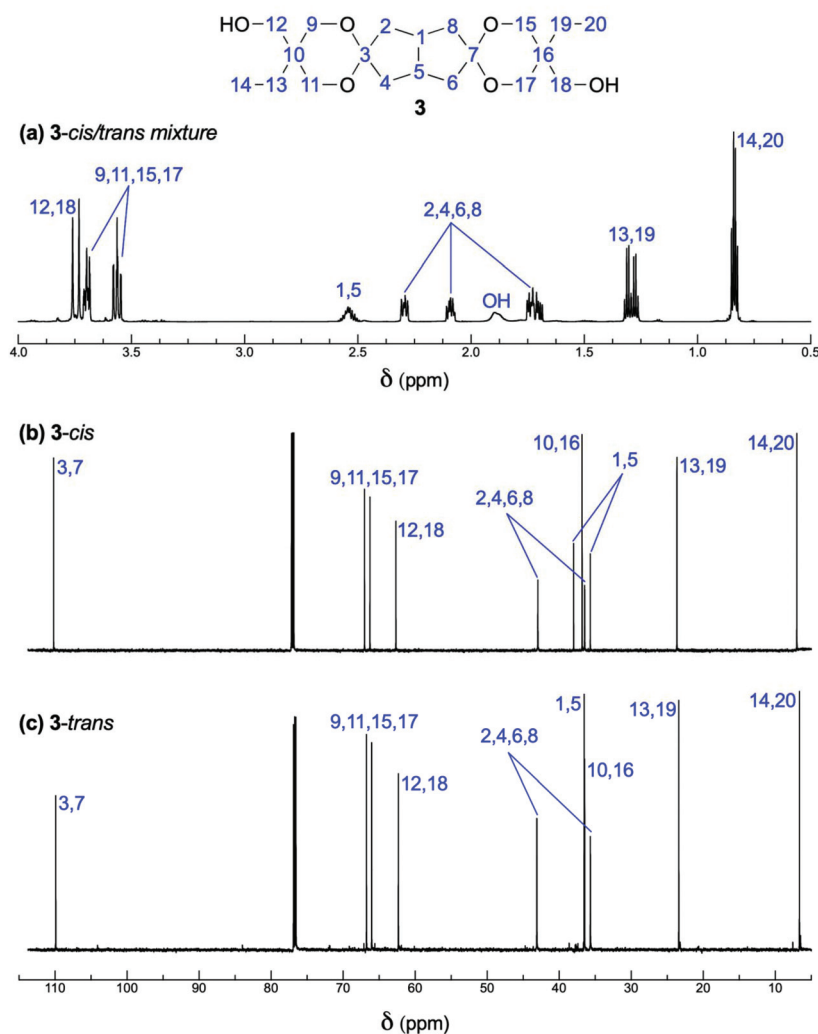 HO 12 9 O 2 8 O 15 19 20
1
10 3 7 16
5
14 13 11 O 4 6 O 17 18 OH
3
(a) 3-cis/trans mixture
14,20
9,11,15,17
12,18
2,4,6,8
13,19
1,5
OH
4.0 3.5 2.5 2.0 1.5 1.0 0.5
δ (ppm)
(b) 3-cis
3,7
10,16
14,20
1,5
9,11,15,17
13,19
2,4,6,8
12,18
(c) 3-trans
9,11,15,17
1,5
13,19
14,20
2,4,6,8
10,16
12,18
3,7
110 100 90 80 70 60 50 40 30 20 10
δ (ppm)